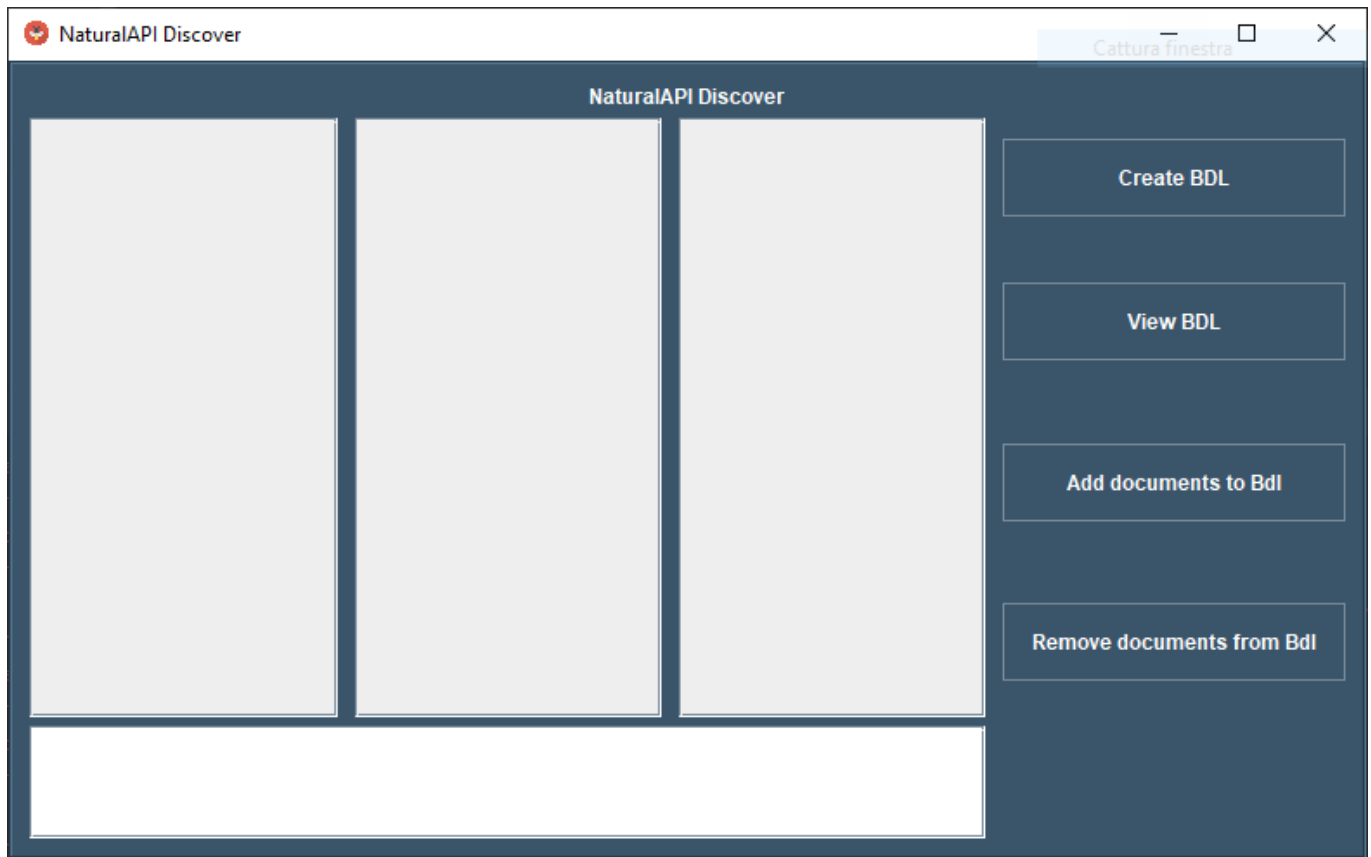 NaturalAPI Discover
Cattura finestra
NaturalAPI Discover
Create BDL
View BDL
Add documents to Bdl
Remove documents from Bdl